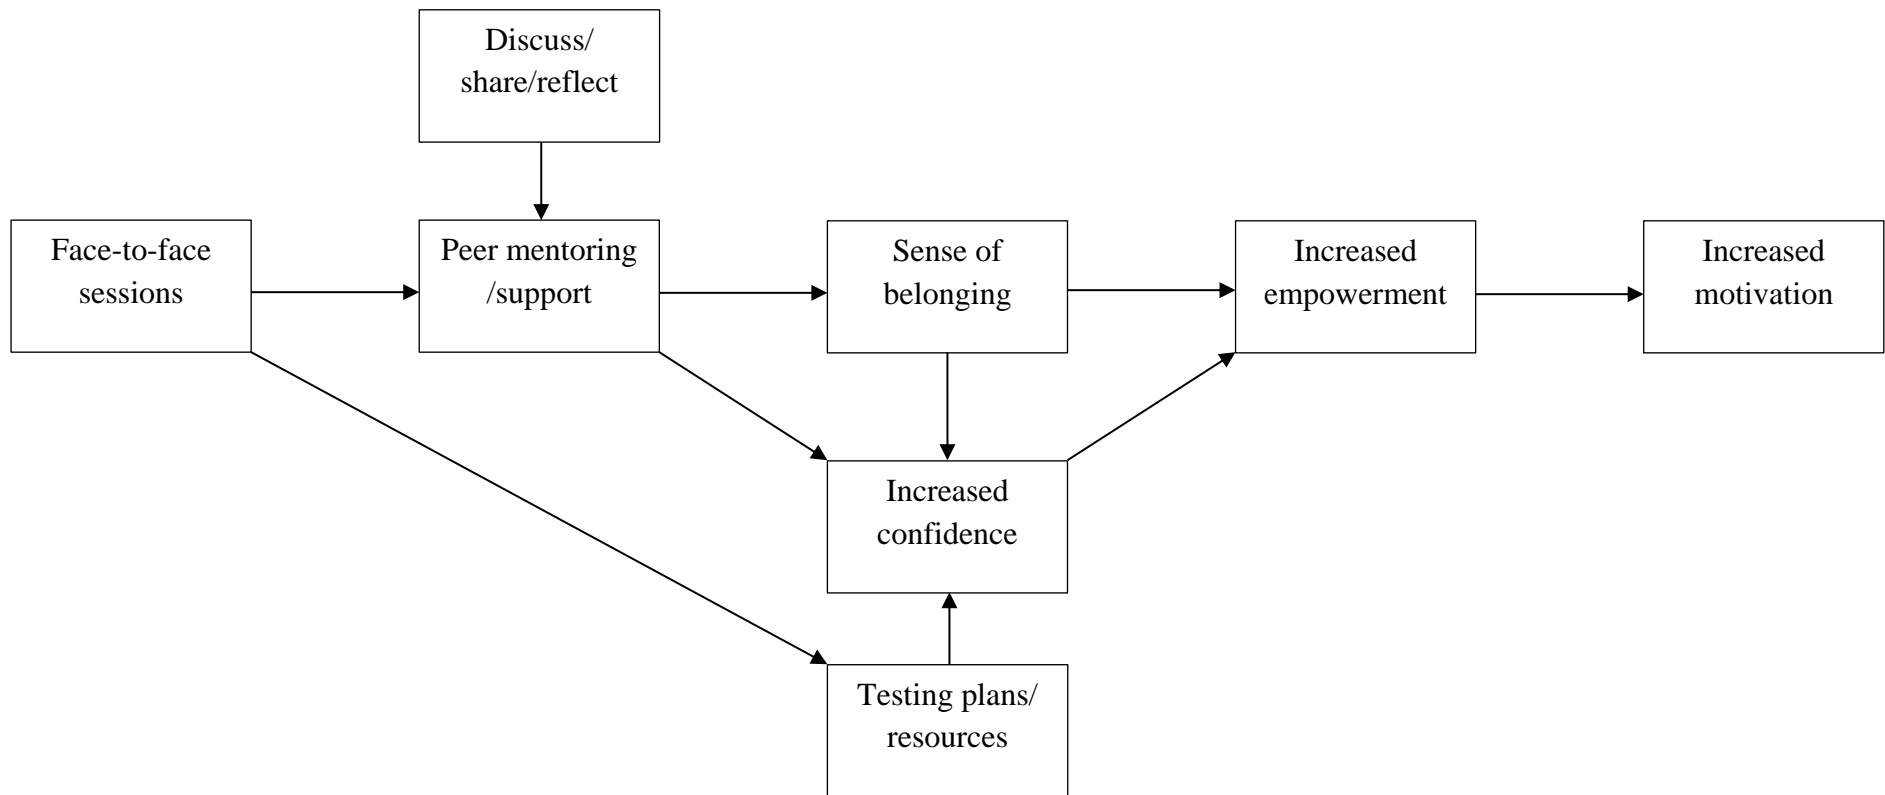 Discuss/
share/reflect
Face-to-face
sessions
Peer mentoring
/support
Sense of
belonging
Increased
empowerment
Increased
motivation
Increased
confidence
Testing plans/
resources